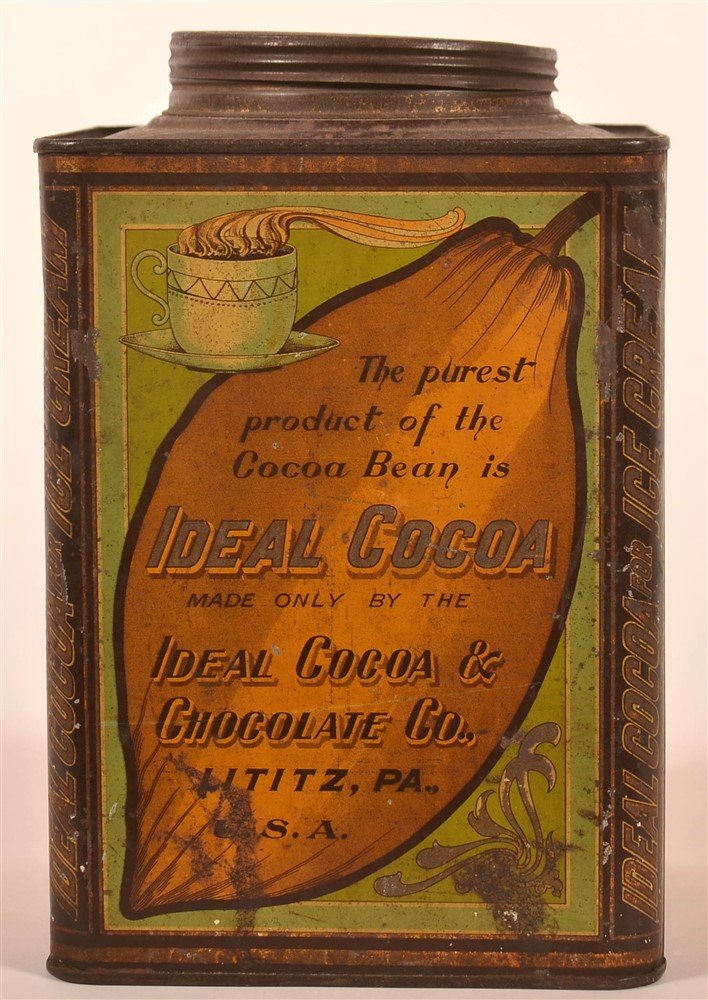 The purest
product of the
Cocoa Bean is
IDEAL COCOA
MADE ONLY BY THE
IDEAL COCOA &
CHOCOLATE CO.,
LITITZ, PA.,
U.S.A.
IDEAL COCOA FOR ICE CREAM
IDEAL COCOA FOR ICE CREAM